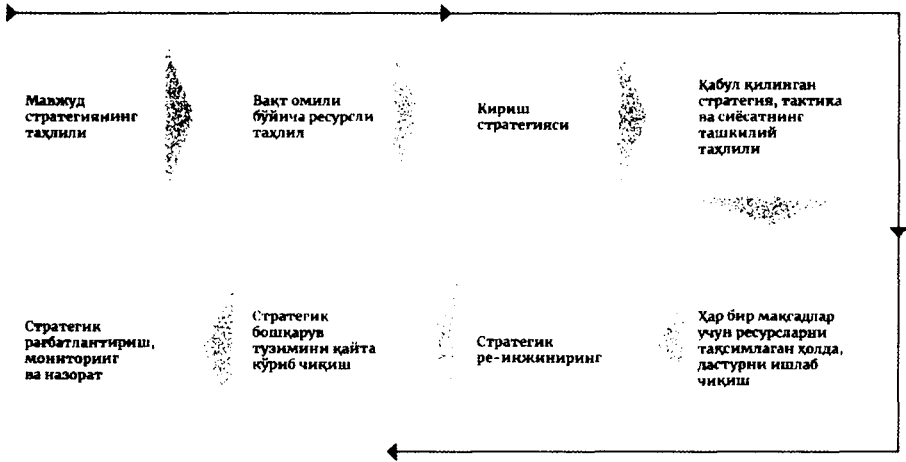 Мавжуд
стратегиянинг
таҳлили
Вақт омили
бўйича ресурсли
таҳлил
Кириш
стратегияси
Қабул қилинган
стратегия, тактика
ва сиёсатнинг
ташкилий
таҳлили
Стратегик
рағбатлантириш,
мониторинг
ва назорат
Стратегик
бошқарув
тузимини қайта
кўриб чиқиш
Стратегик
ре-инжиниринг
Ҳар бир мақсадлар
учун ресурсларни
тақсимлаган ҳолда,
дастурни ишлаб
чиқиш